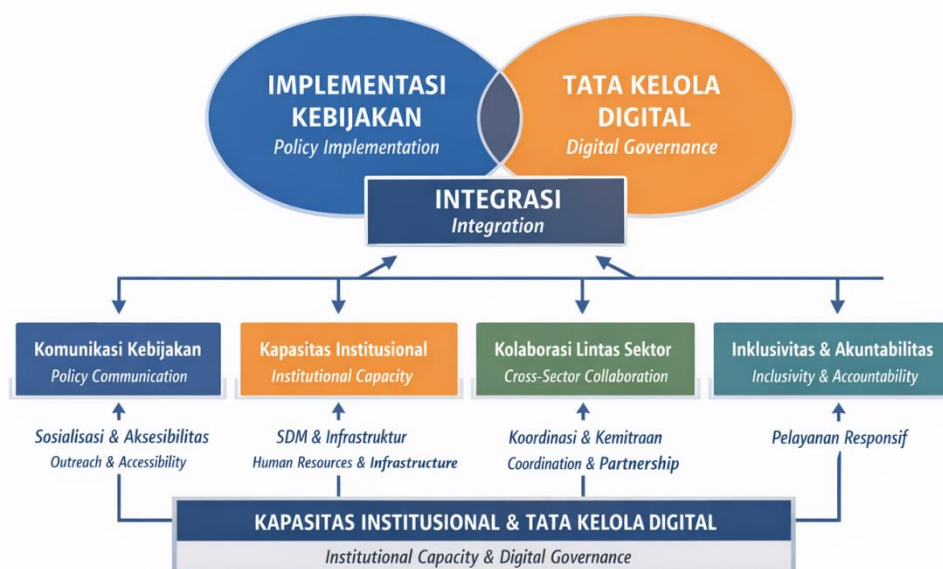 IMPLEMENTASI
KEBIJAKAN
Policy Implementation
TATA KELOLA
DIGITAL
Digital Governance
INTEGRASI
Integration
Komunikasi Kebijakan
Policy Communication
Kapasitas Institusional
Institutional Capacity
Kolaborasi Lintas Sektor
Cross-Sector Collaboration
Inklusivitas & Akuntabilitas
Inclusivity & Accountability
Sosialisasi & Aksesibilitas
Outreach & Accessibility
SDM & Infrastruktur
Human Resources & Infrastructure
Koordinasi & Kemitraan
Coordination & Partnership
Pelayanan Responsif
KAPASITAS INSTITUSIONAL & TATA KELOLA DIGITAL
Institutional Capacity & Digital Governance